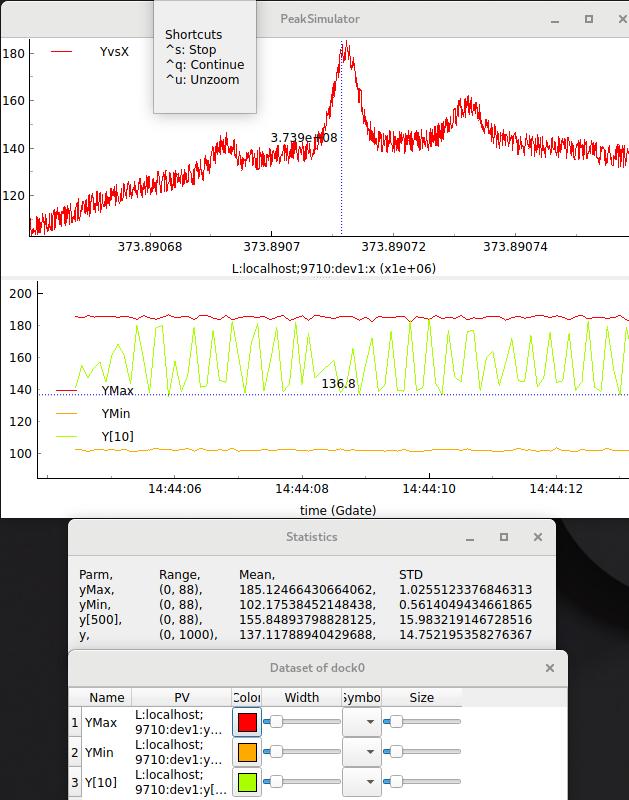 PeakSimulator
Shortcuts
^s: Stop
^q: Continue
^u: Unzoom
YvsX
180
160
140
120
3.739e+08
373.89068
373.8907
373.89072
373.89074
L:localhost;9710:dev1:x (x1e+06)
200
180
160
140
120
100
136.8
YMax
YMin
Y[10]
14:44:06
14:44:08
14:44:10
14:44:12
time (Gdate)
Statistics
Parm, Range, Mean, STD
yMax, (0, 88), 185.12466430664062, 1.0255123376846313
yMin, (0, 88), 102.17538452148438, 0.5614049434661865
y[500], (0, 88), 155.84893798828125, 15.983219146728516
y, (0, 1000), 137.11788940429688, 14.752195358276367
Dataset of dock0
Name PV Color Width Symbo Size
1 YMax L:localhost;
9710:dev1:y...
2 YMin L:localhost;
9710:dev1:y...
3 Y[10] L:localhost;
9710:dev1:y[...